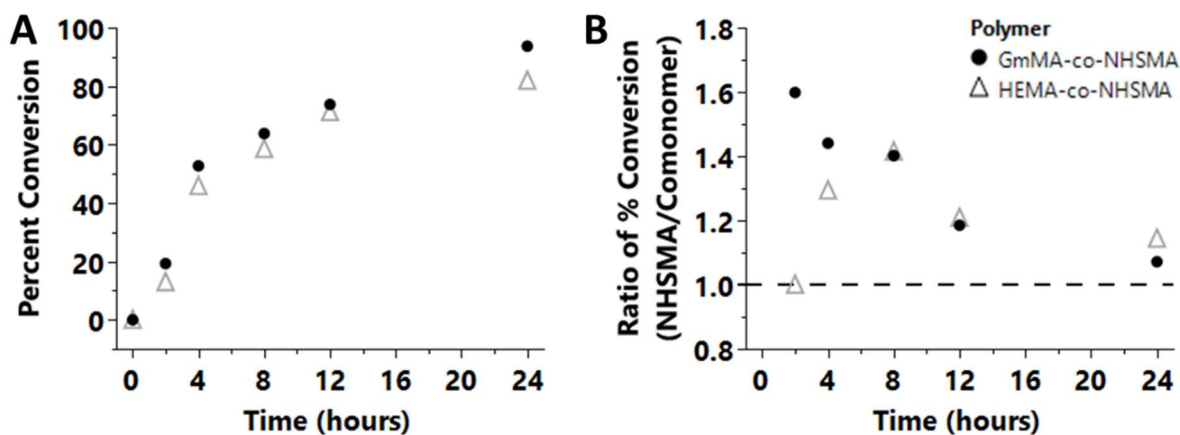 A
Percent Conversion
100
80
60
40
20
0
0 4 8 12 16 20 24
Time (hours)
B
Ratio of % Conversion
(NHSMA/Comonomer)
1.8
1.6
1.4
1.2
1.0
0.8
Polymer
GmMA-co-NHSMA
HEMA-co-NHSMA
0 4 8 12 16 20 24
Time (hours)